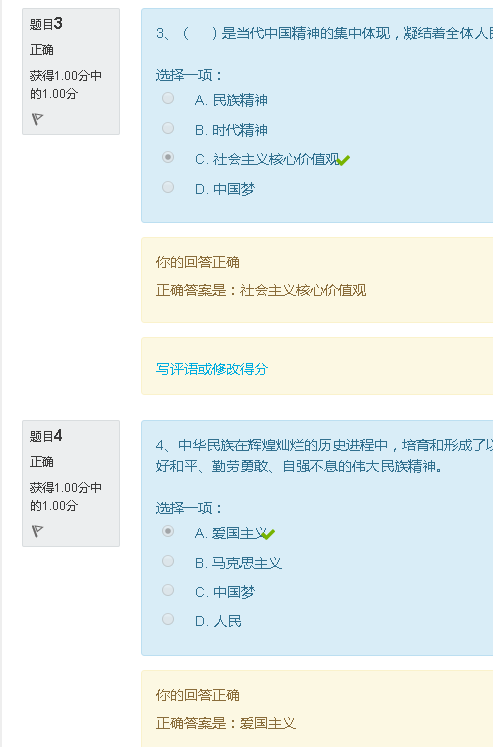 题目3
正确
获得1.00分中
的1.00分
3、（ ）是当代中国精神的集中体现，凝结着全体人
选择一项：
A. 民族精神
B. 时代精神
C. 社会主义核心价值观
D. 中国梦
你的回答正确
正确答案是：社会主义核心价值观
写评语或修改得分
题目4
正确
获得1.00分中
的1.00分
4、中华民族在辉煌灿烂的历史进程中，培育和形成了以
好和平、勤劳勇敢、自强不息的伟大民族精神。
选择一项：
A. 爱国主义
B. 马克思主义
C. 中国梦
D. 人民
你的回答正确
正确答案是：爱国主义